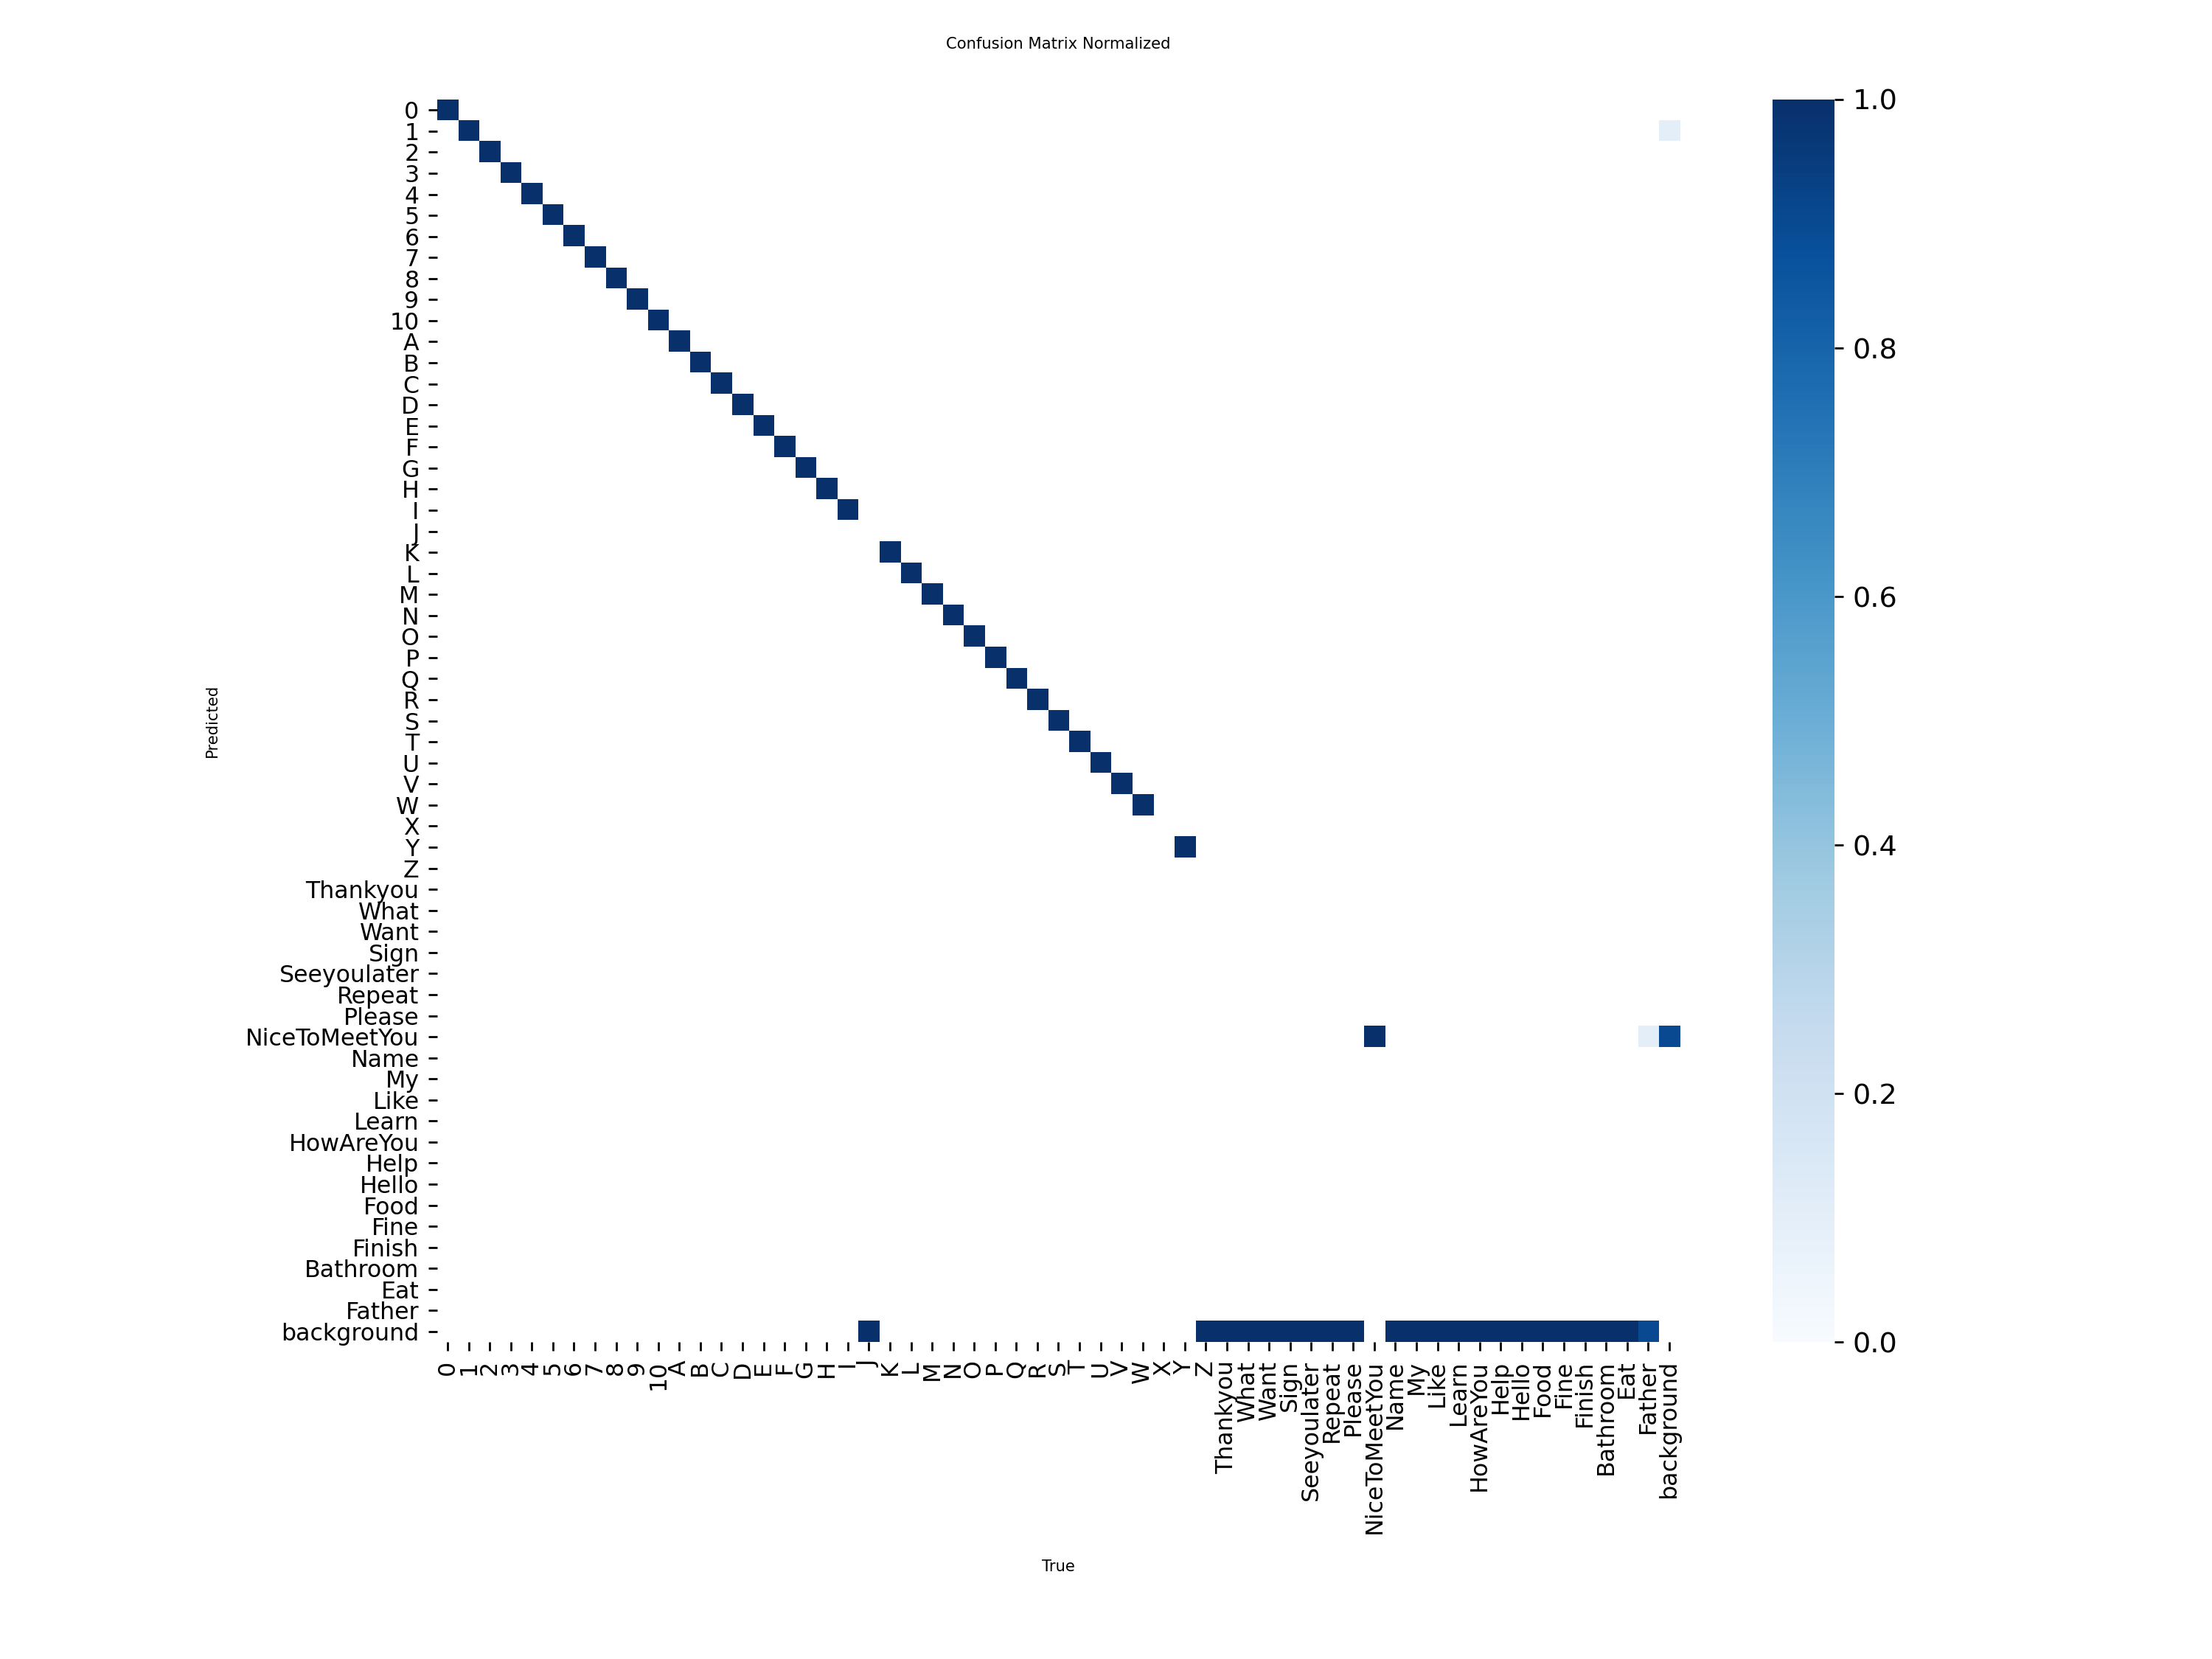 Confusion Matrix Normalized
0
1
2
3
4
5
6
7
8
9
10
A
B
C
D
E
F
G
H
I
J
K
L
M
N
O
P
Q
R
S
T
U
V
W
X
Y
Z
Thankyou
What
Want
Sign
Seeyoulater
Repeat
Please
NiceToMeetYou
Name
My
Like
Learn
HowAreYou
Help
Hello
Food
Fine
Finish
Bathroom
Eat
Father
background
Predicted
0
1
2
3
4
5
6
7
8
9
10
A
B
C
D
E
F
G
H
I
J
K
L
M
N
O
P
Q
R
S
T
U
V
W
X
Y
Z
Thankyou
What
Want
Sign
Seeyoulater
Repeat
Please
NiceToMeetYou
Name
My
Like
Learn
HowAreYou
Help
Hello
Food
Fine
Finish
Bathroom
Eat
Father
background
True
1.0
0.8
0.6
0.4
0.2
0.0